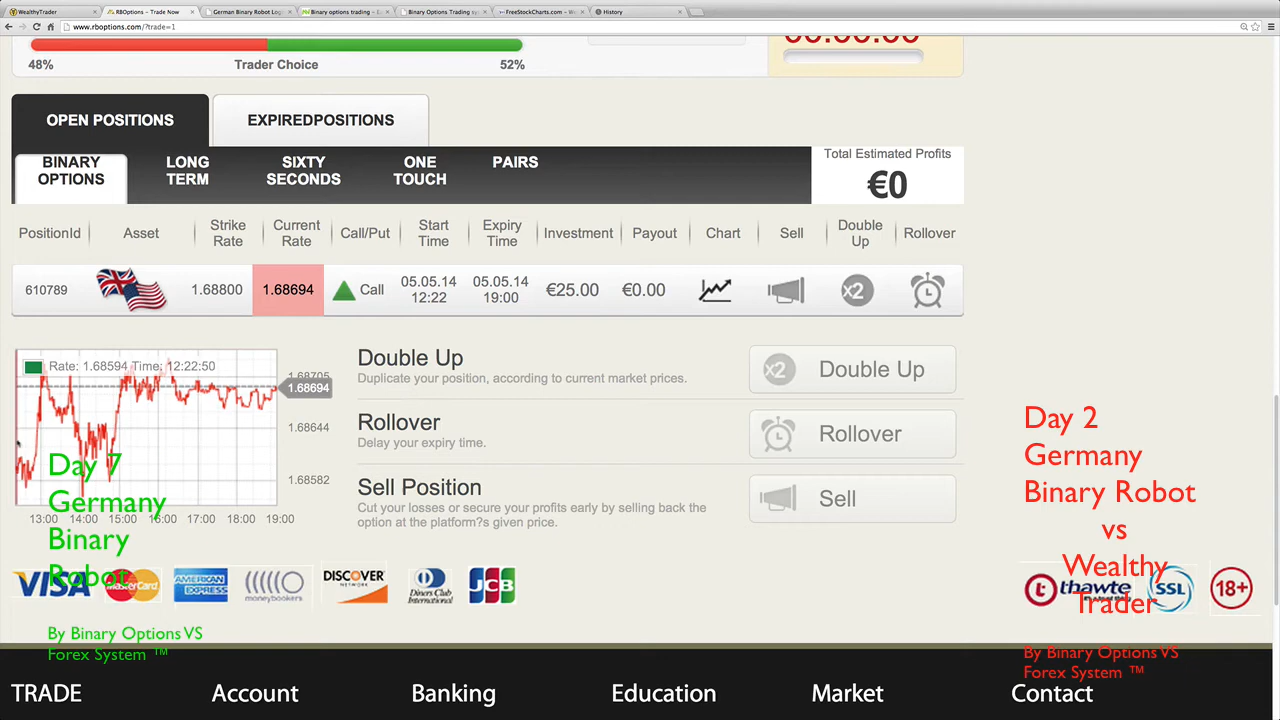 WealthyTrader
RBOptions - Trade Now
German Binary Robot Logi
Binary options trading - E
Binary Options Trading sy
FreeStockCharts.com - We
History
www.rboptions.com/?trade=1
00:00:00
48%
Trader Choice
52%
OPEN POSITIONS
EXPIREDPOSITIONS
BINARY OPTIONS
LONG TERM
SIXTY SECONDS
ONE TOUCH
PAIRS
Total Estimated Profits
€0
PositionId
Asset
Strike Rate
Current Rate
Call/Put
Start Time
Expiry Time
Investment
Payout
Chart
Sell
Double Up
Rollover
610789
1.68800
1.68694
Call
05.05.14 12:22
05.05.14 19:00
€25.00
€0.00
x2
Rate: 1.68594 Time: 12:22:50
1.68705
1.68694
1.68644
1.68582
13:00 14:00 15:00 16:00 17:00 18:00 19:00
Double Up
Duplicate your position, according to current market prices.
x2 Double Up
Rollover
Delay your expiry time.
Rollover
Sell Position
Cut your losses or secure your profits early by selling back the
option at the platform?s given price.
Sell
Day 7
Germany
Binary
Robot
By Binary Options VS
Forex System ™
Day 2
Germany
Binary Robot
vs
Wealthy
Trader
By Binary Options VS
Forex System ™
VISA
MasterCard
AMERICAN EXPRESS
moneybookers
DISCOVER NETWORK
Diners Club International
JCB
thawte
SSL
18+
TRADE
Account
Banking
Education
Market
Contact